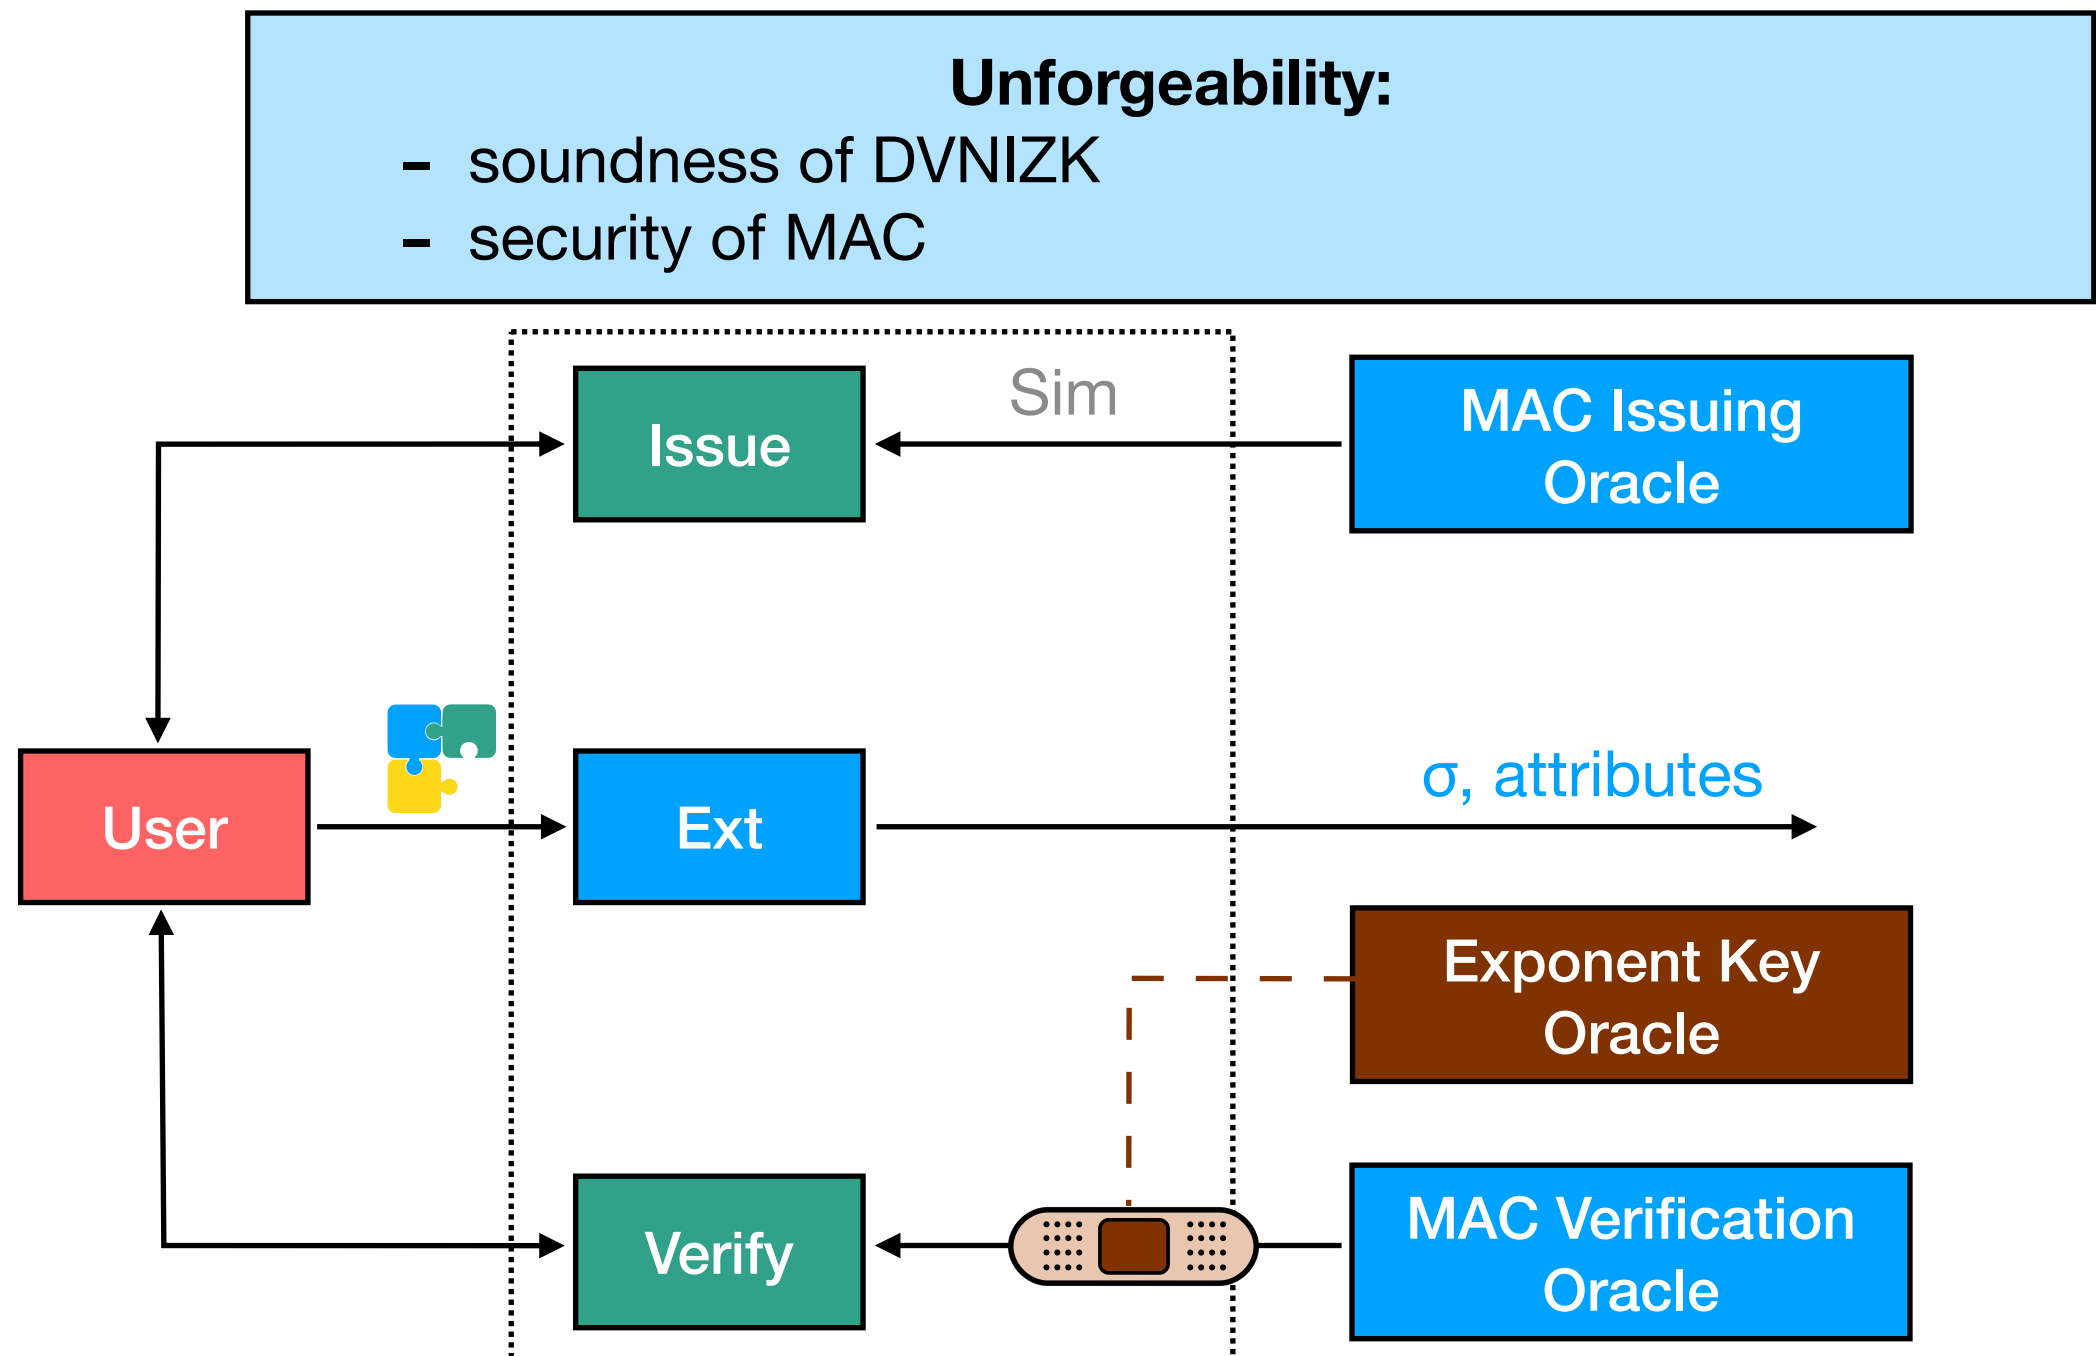 Unforgeability:
- soundness of DVNIZK
- security of MAC
Issue
Sim
MAC Issuing
Oracle
User
Ext
σ, attributes
Exponent Key
Oracle
Verify
MAC Verification
Oracle